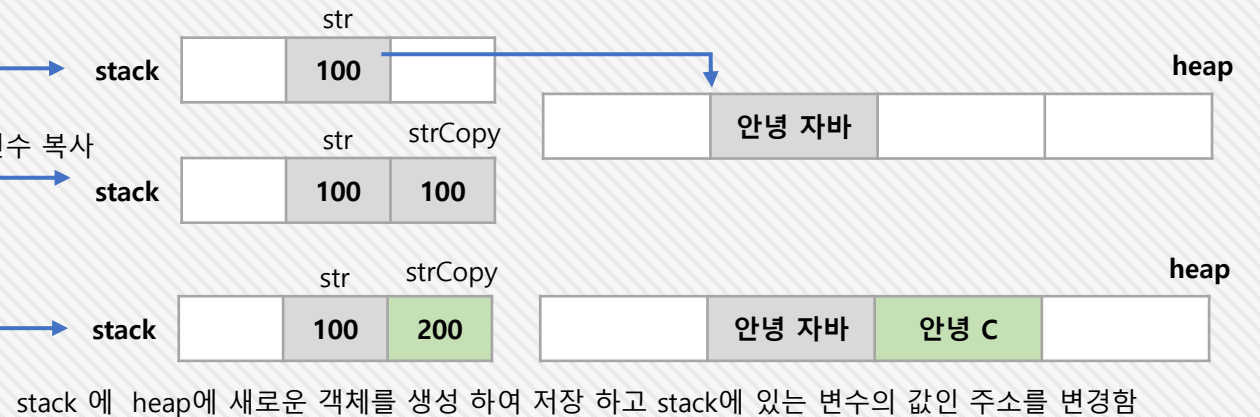 str
stack 100
heap
안녕 자바
복사
str strCopy
stack 100 100
heap
str strCopy
stack 100 200 안녕 자바 안녕 C
stack 에 heap에 새로운 객체를 생성 하여 저장 하고 stack에 있는 변수의 값인 주소를 변경함